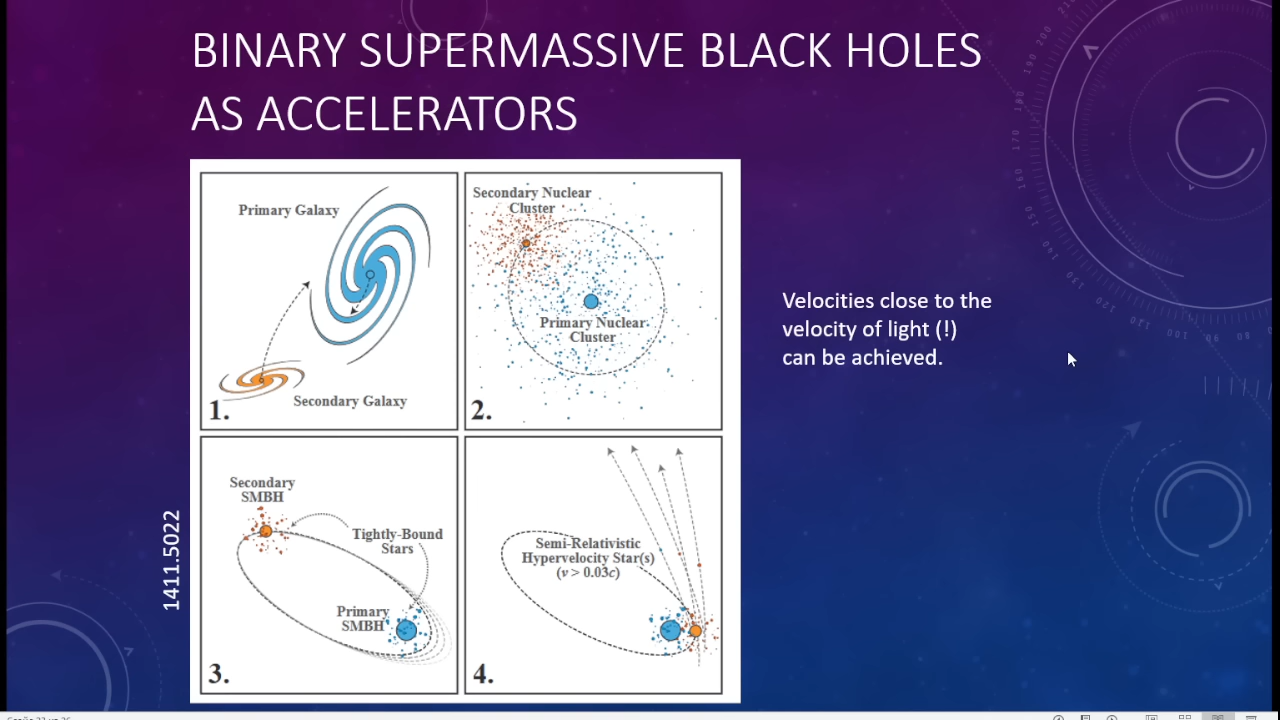 BINARY SUPERMASSIVE BLACK HOLES
AS ACCELERATORS
Primary Galaxy
Secondary Galaxy
1.
Secondary Nuclear
Cluster
Primary Nuclear
Cluster
2.
Secondary
SMBH
Tightly-Bound
Stars
Primary
SMBH
3.
Semi-Relativistic
Hypervelocity Star(s)
(v > 0.03c)
4.
Velocities close to the
velocity of light (!)
can be achieved.
1411.5022